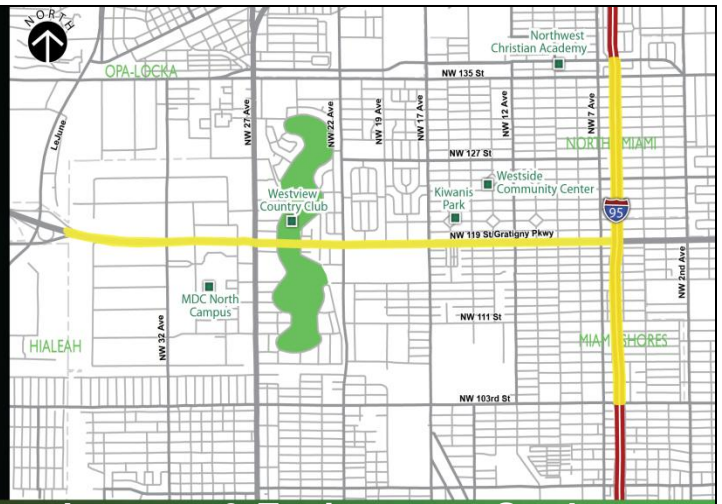 NORTH
Northwest
Christian Academy
OPA-LOCKA
NW 135 St
LeJune
NW 27 Ave
NW 22 Ave
NW 19 Ave
NW 17 Ave
NW 12 Ave
NW 7 Ave
NORTH MIAMI
NW 127 St
Westview
Country Club
Kiwanis
Park
Westside
Community Center
95
NW 119 St/Gratigny Pkwy
NW 2nd Ave
MDC North
Campus
NW 111 St
NW 32 Ave
HIALEAH
MIAMI SHORES
NW 103rd St